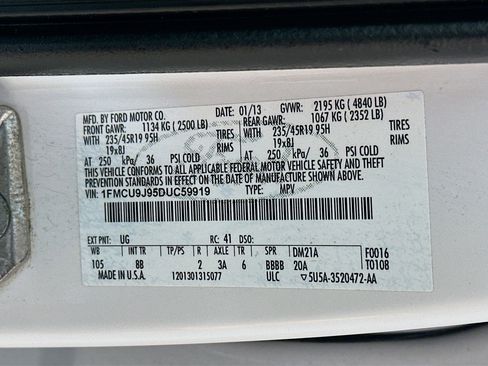 MFD. BY FORD MOTOR CO. DATE: 01/13 GVWR: 2195 KG ( 4840 LB)
FRONT GAWR: 1134 KG ( 2500 LB) REAR GAWR: 1067 KG ( 2352 LB)
WITH 235/45R19 95H TIRES WITH 235/45R19 95H TIRES
19x8J RIMS 19x8J RIMS
AT 250 kPa/ 36 PSI COLD AT 250 kPa/ 36 PSI COLD
THIS VEHICLE CONFORMS TO ALL APPLICABLE FEDERAL MOTOR VEHICLE SAFETY AND
BUMPER STANDARDS IN EFFECT ON THE DATE OF MANUFACTURE SHOWN ABOVE.
VIN: 1FMCU9J95DUC59919 TYPE: MPV
EXT PNT: UG RC: 41 DSO: F0016
WB INT TR TP/PS R AXLE TR SPR DM21A T0108
105 8B 2 3A 6 BBBB 20A
MADE IN U.S.A. 1201301315077 ULC 5U5A-3520472-AA